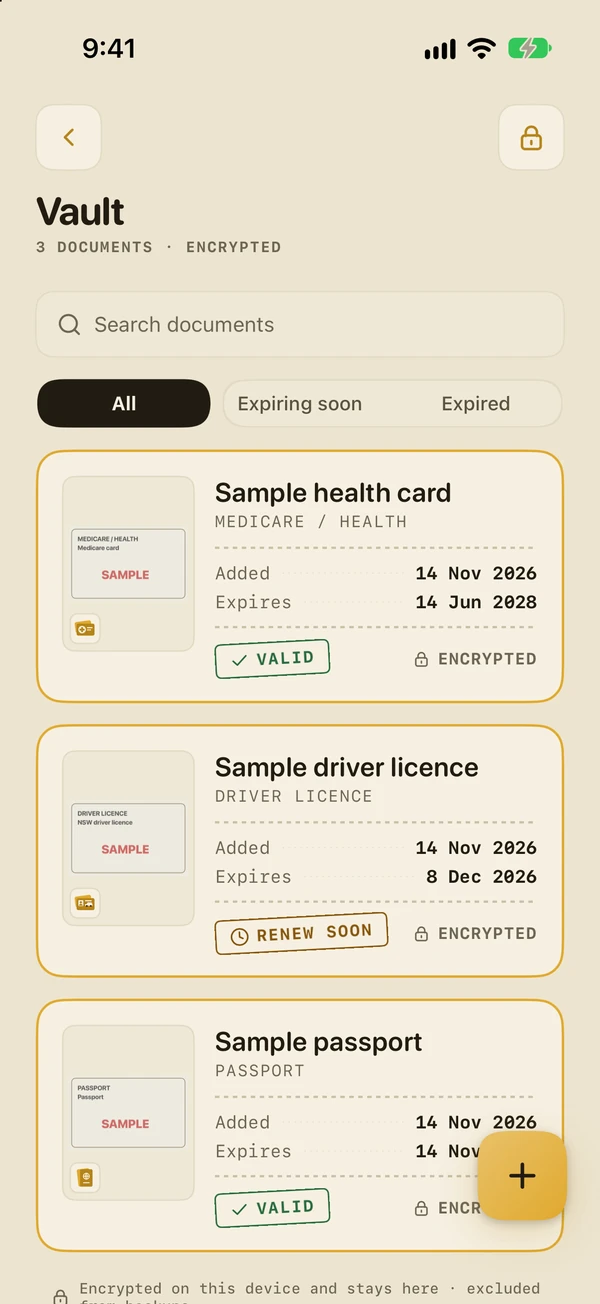 9:41
Vault
3 DOCUMENTS · ENCRYPTED
Search documents
All
Expiring soon
Expired
MEDICARE / HEALTH
Medicare card
SAMPLE
Sample health card
MEDICARE / HEALTH
Added 14 Nov 2026
Expires 14 Jun 2028
VALID
ENCRYPTED
DRIVER LICENCE
NSW driver licence
SAMPLE
Sample driver licence
DRIVER LICENCE
Added 14 Nov 2026
Expires 8 Dec 2026
RENEW SOON
ENCRYPTED
PASSPORT
Passport
SAMPLE
Sample passport
PASSPORT
Added 14 Nov 2026
Expires 14 Nov
VALID
ENCR
Encrypted on this device and stays here · excluded